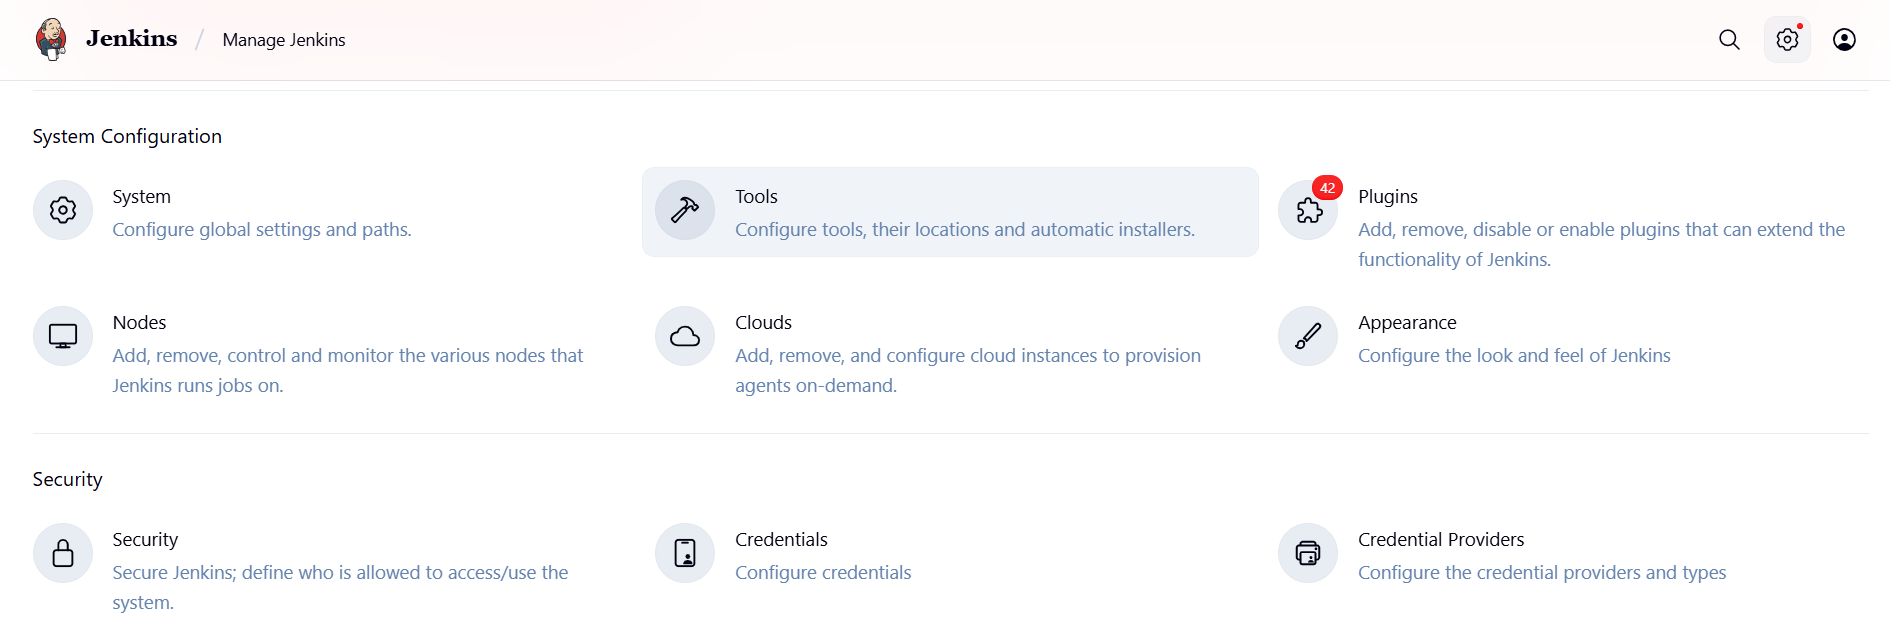 Jenkins / Manage Jenkins
System Configuration
System
Configure global settings and paths.
Tools
Configure tools, their locations and automatic installers.
42
Plugins
Add, remove, disable or enable plugins that can extend the
functionality of Jenkins.
Nodes
Add, remove, control and monitor the various nodes that
Jenkins runs jobs on.
Clouds
Add, remove, and configure cloud instances to provision
agents on-demand.
Appearance
Configure the look and feel of Jenkins
Security
Security
Secure Jenkins; define who is allowed to access/use the
system.
Credentials
Configure credentials
Credential Providers
Configure the credential providers and types